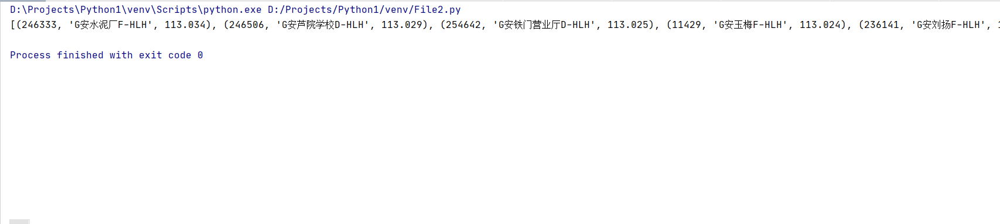 D:\Projects\Python1\venv\Scripts\python.exe D:/Projects/Python1/venv/File2.py
[(246333, 'G安水泥厂F-HLH', 113.034), (246506, 'G安芦院学校D-HLH', 113.029), (254642, 'G安铁门营业厅D-HLH', 113.025), (11429, 'G安玉梅F-HLH', 113.024), (236141, 'G安刘扬F-HLH',
Process finished with exit code 0